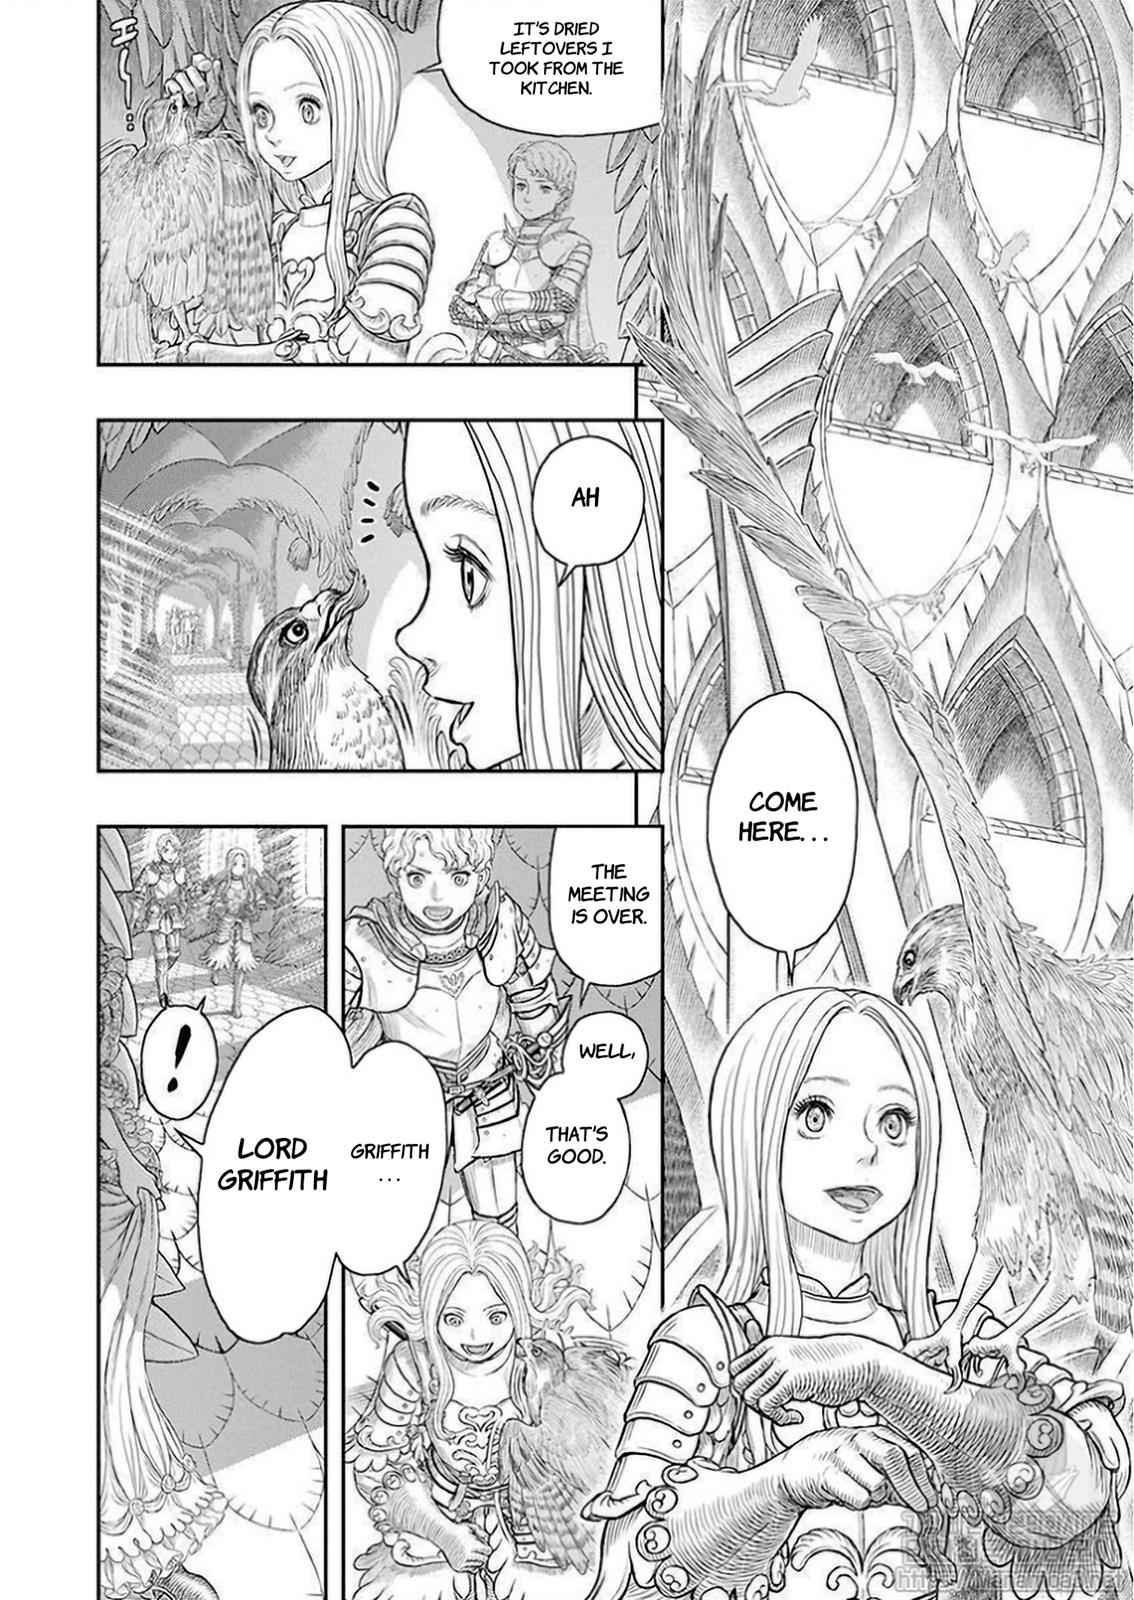 COME
HERE...
IT'S DRIED
LEFTOVERS I
TOOK FROM THE
KITCHEN.
AH
THE
MEETING
IS OVER.
WELL,
THAT'S
GOOD.
GRIFFITH
...
LORD
GRIFFITH
!